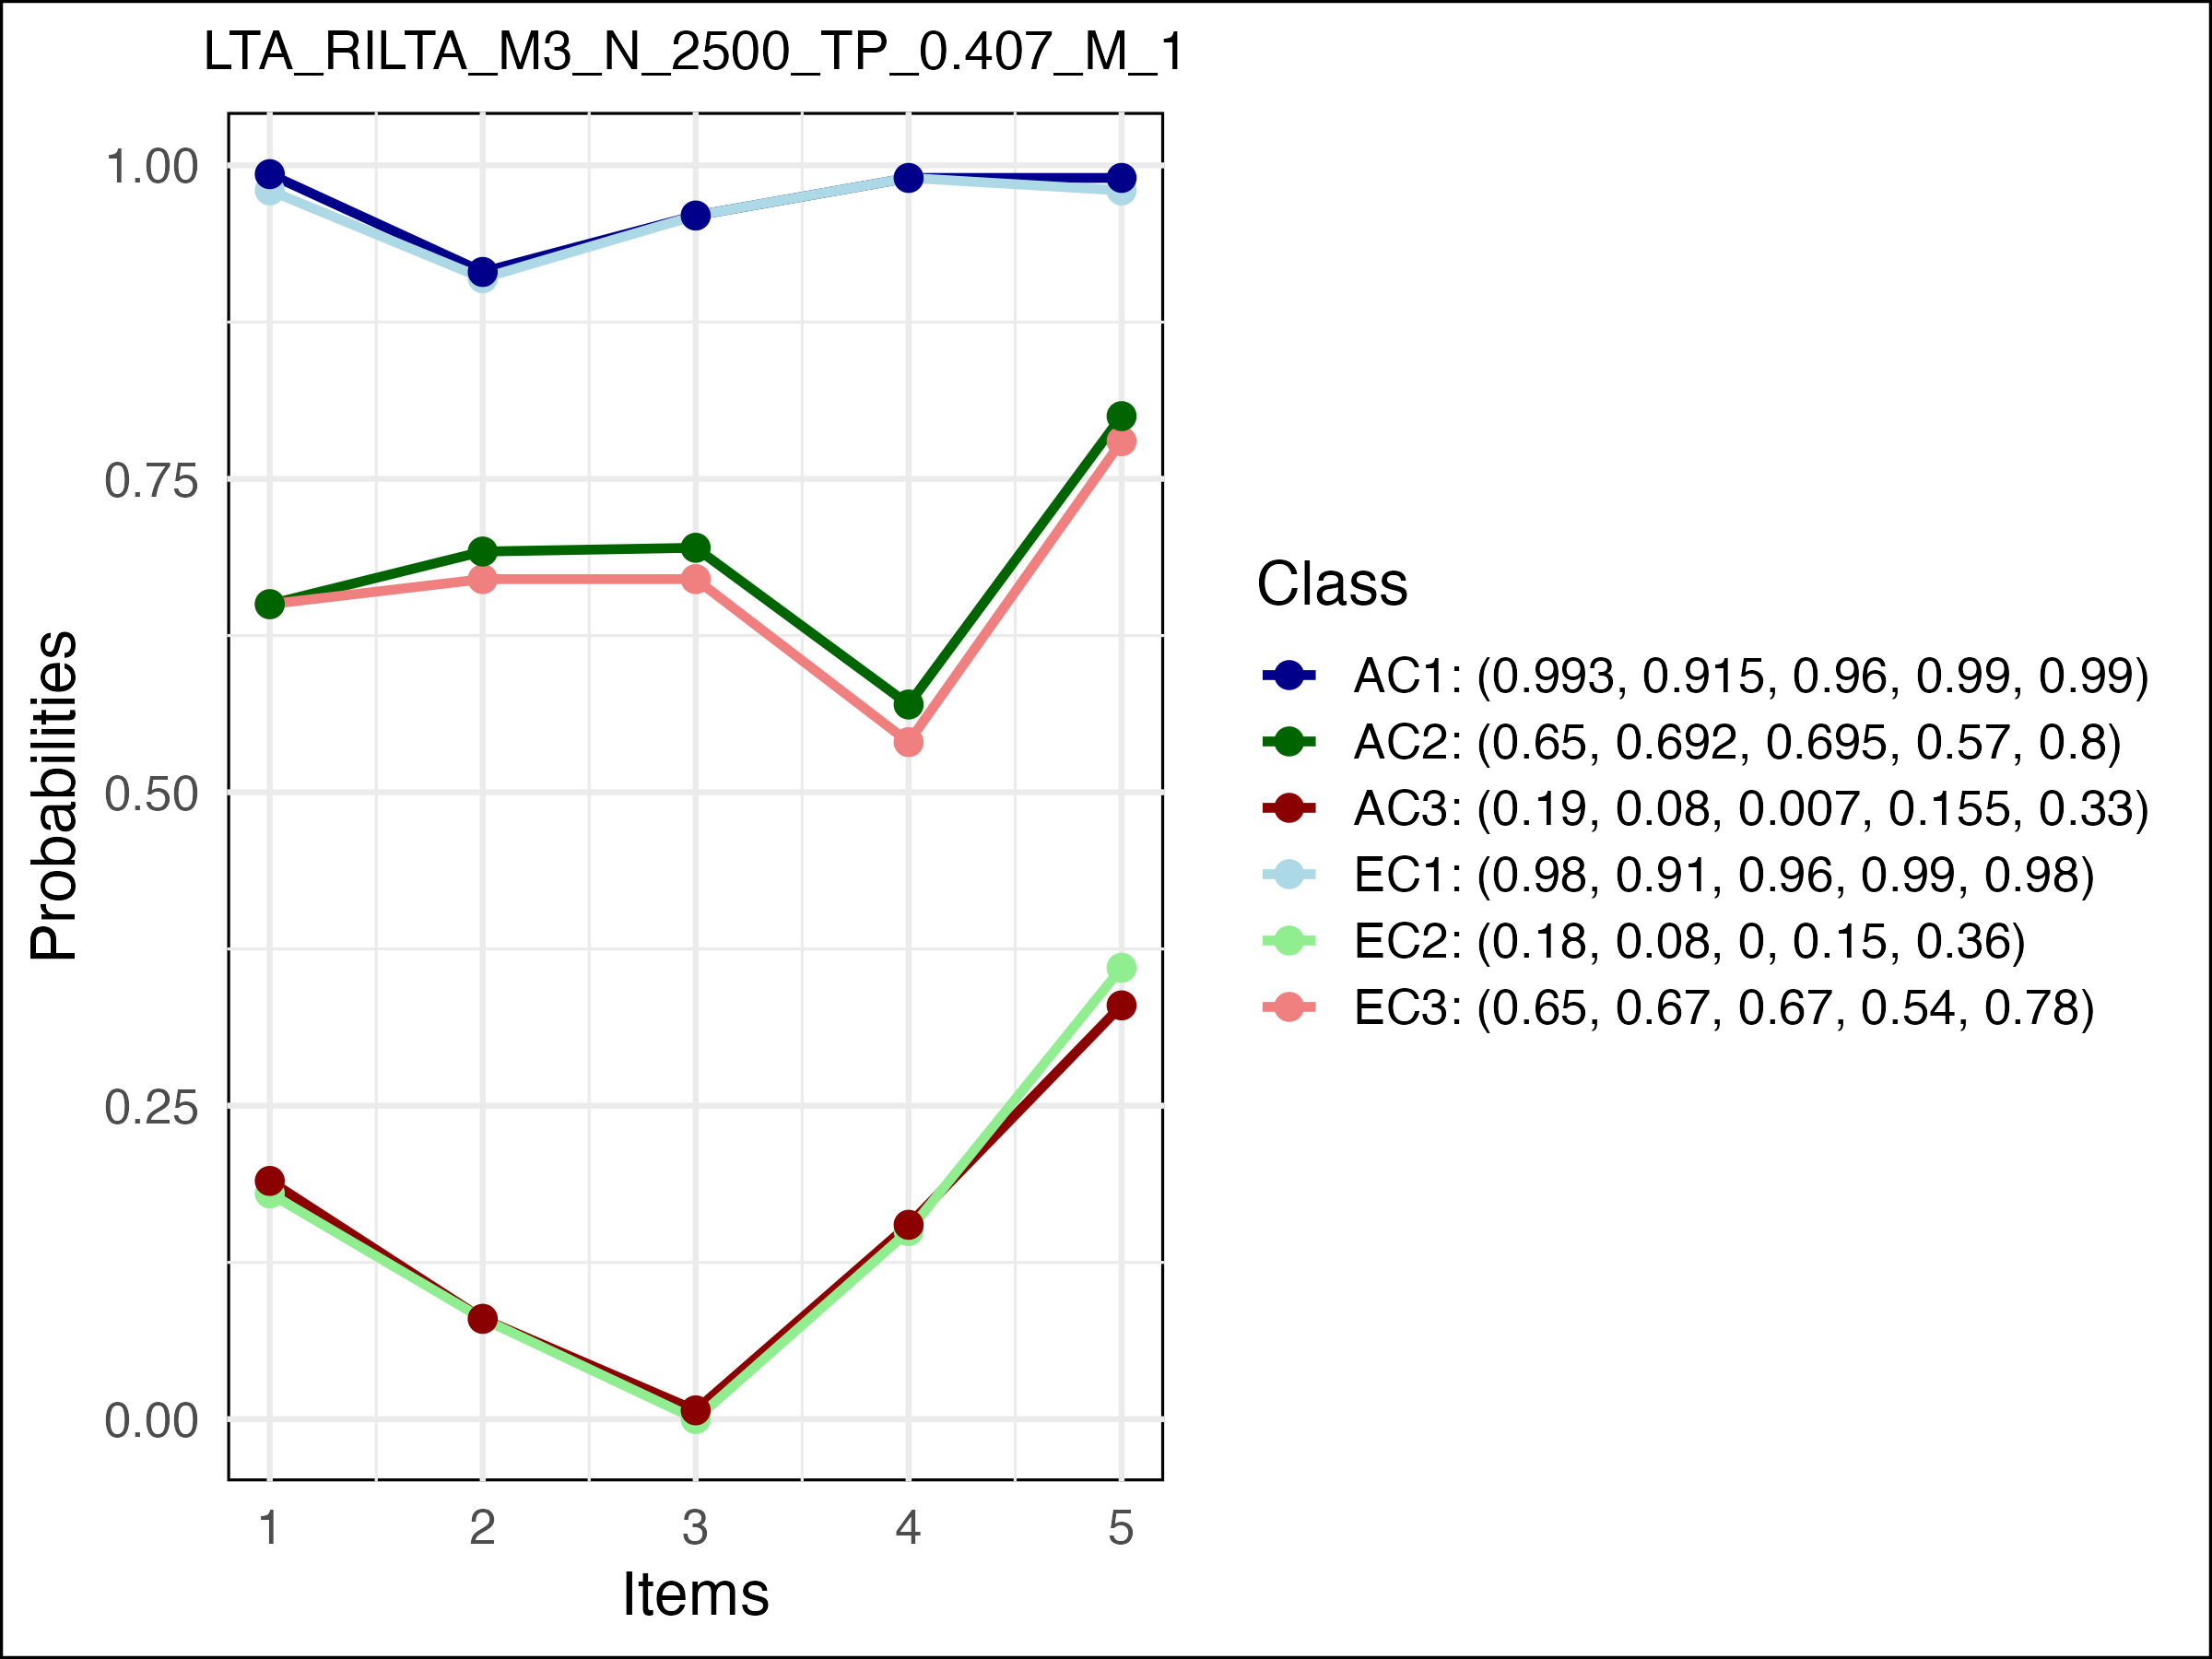 LTA_RILTA_M3_N_2500_TP_0.407_M_1
1.00
0.75
0.50
0.25
0.00
Probabilities
1 2 3 4 5
Items
Class
AC1: (0.993, 0.915, 0.96, 0.99, 0.99)
AC2: (0.65, 0.692, 0.695, 0.57, 0.8)
AC3: (0.19, 0.08, 0.007, 0.155, 0.33)
EC1: (0.98, 0.91, 0.96, 0.99, 0.98)
EC2: (0.18, 0.08, 0, 0.15, 0.36)
EC3: (0.65, 0.67, 0.67, 0.54, 0.78)